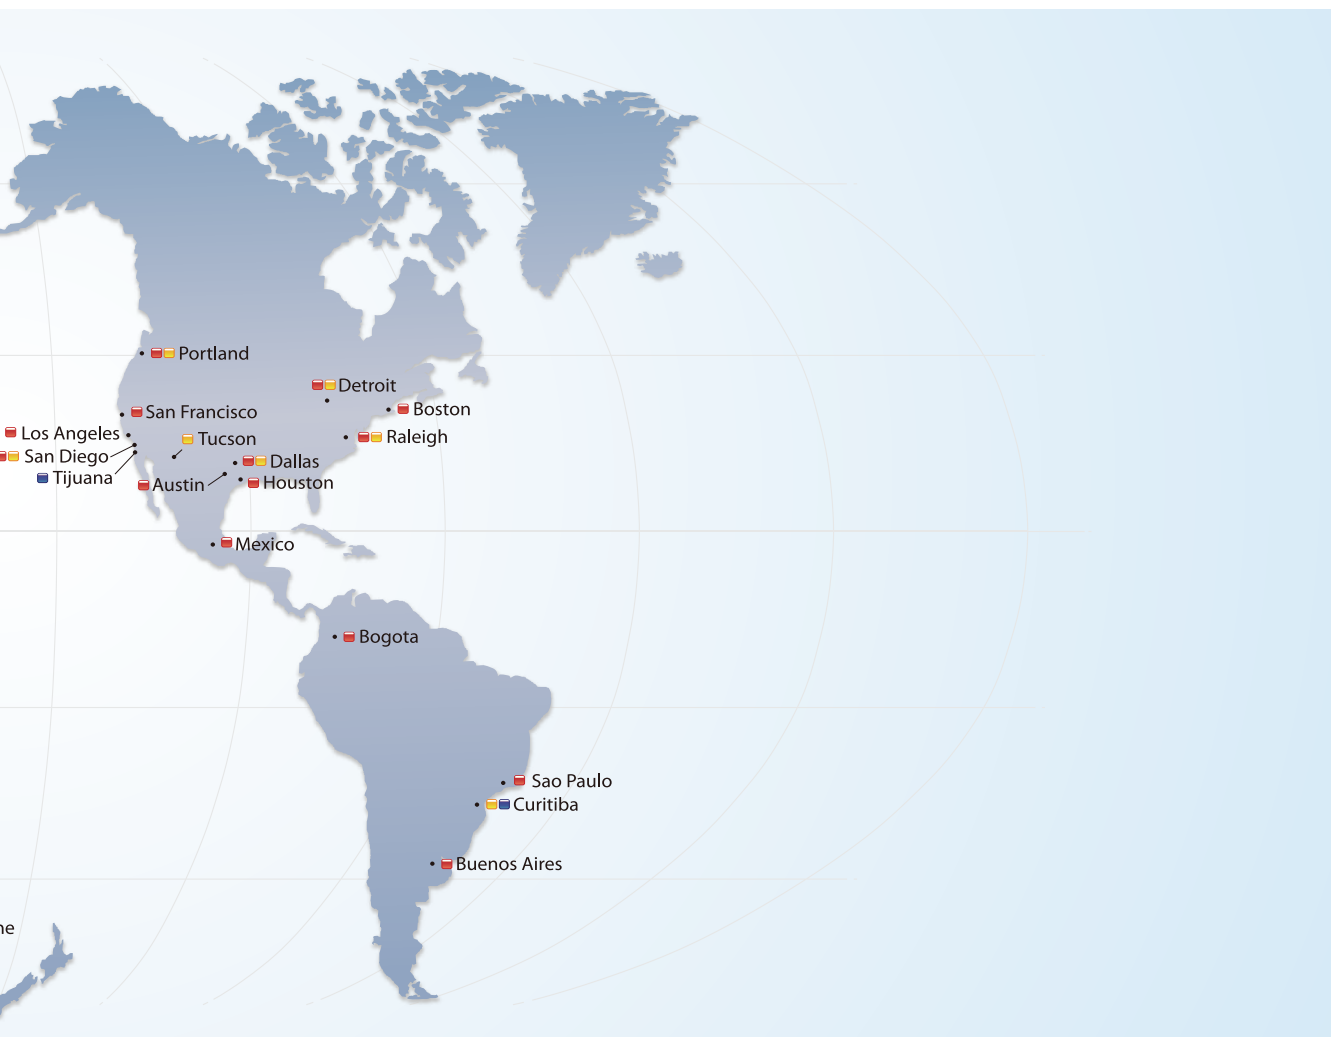 Portland
Detroit
San Francisco
Boston
Los Angeles
Tucson
Raleigh
San Diego
Dallas
Tijuana
Austin
Houston
Mexico
Bogota
Sao Paulo
Curitiba
Buenos Aires
ne